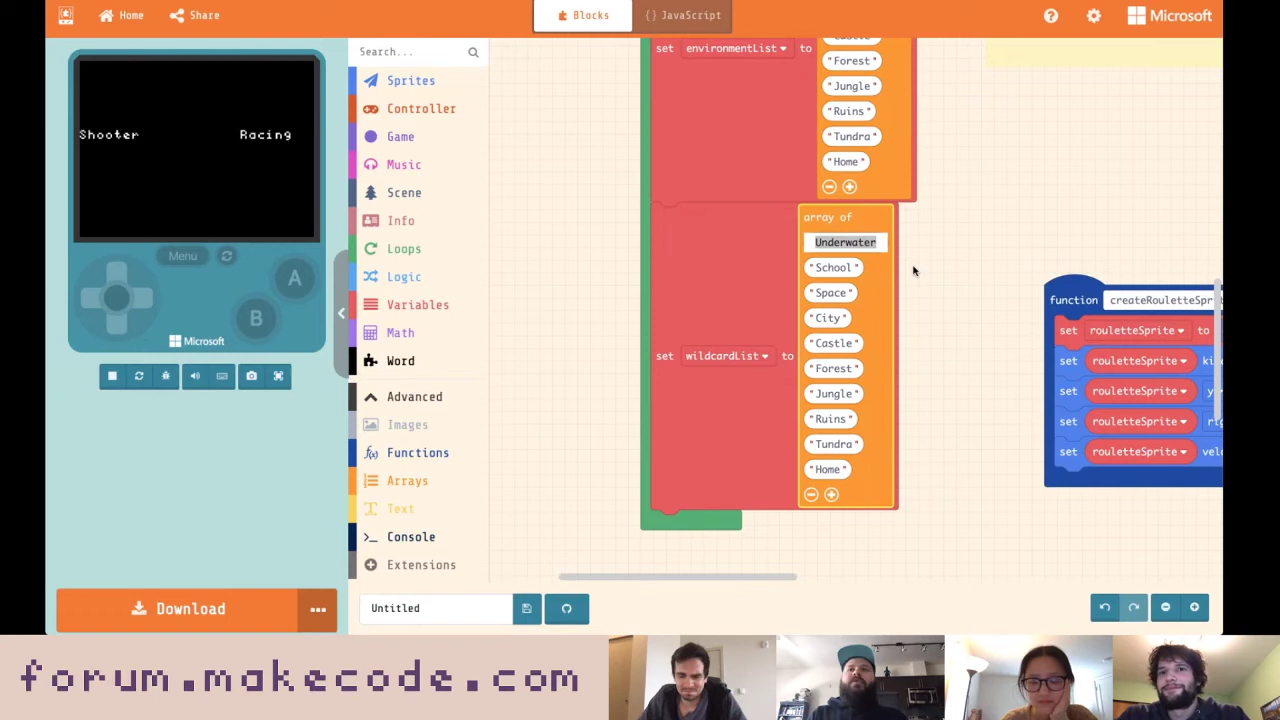 Home
Share
Blocks
{ } JavaScript
Microsoft
Shooter Racing
Menu
A
B
Microsoft
Download
Search...
Sprites
Controller
Game
Music
Scene
Info
Loops
Logic
Variables
Math
Word
Advanced
Images
Functions
Arrays
Text
Console
Extensions
set environmentList to
"Forest"
"Jungle"
"Ruins"
"Tundra"
"Home"
set wildcardList to
array of
Underwater
"School"
"Space"
"City"
"Castle"
"Forest"
"Jungle"
"Ruins"
"Tundra"
"Home"
function
set rouletteSprite to
set rouletteSprite
set rouletteSprite
set rouletteSprite
set rouletteSprite
Untitled
forum.makecode.com